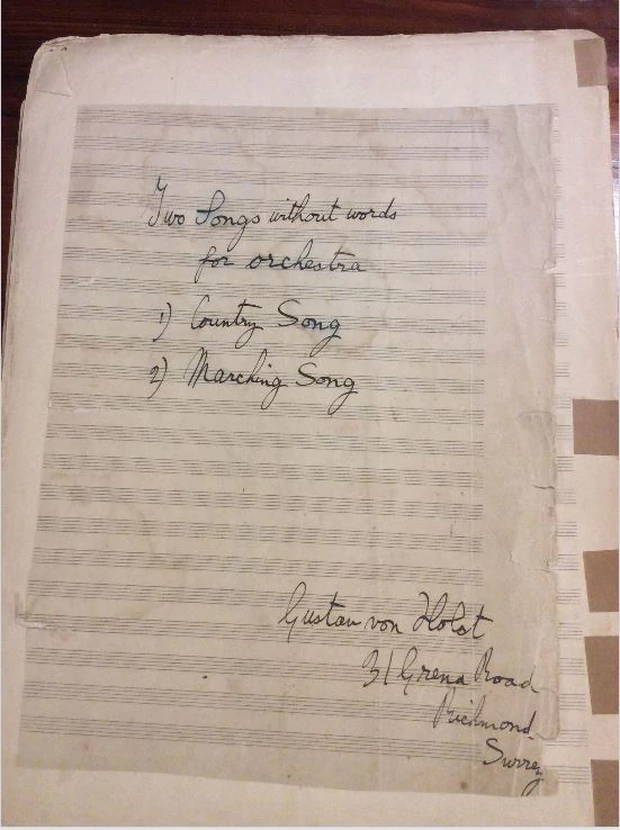 Two Songs without words
for orchestra
1) Country Song
2) Marching Song
Gustav von Holst
31 Grena Road
Richmond
Surrey